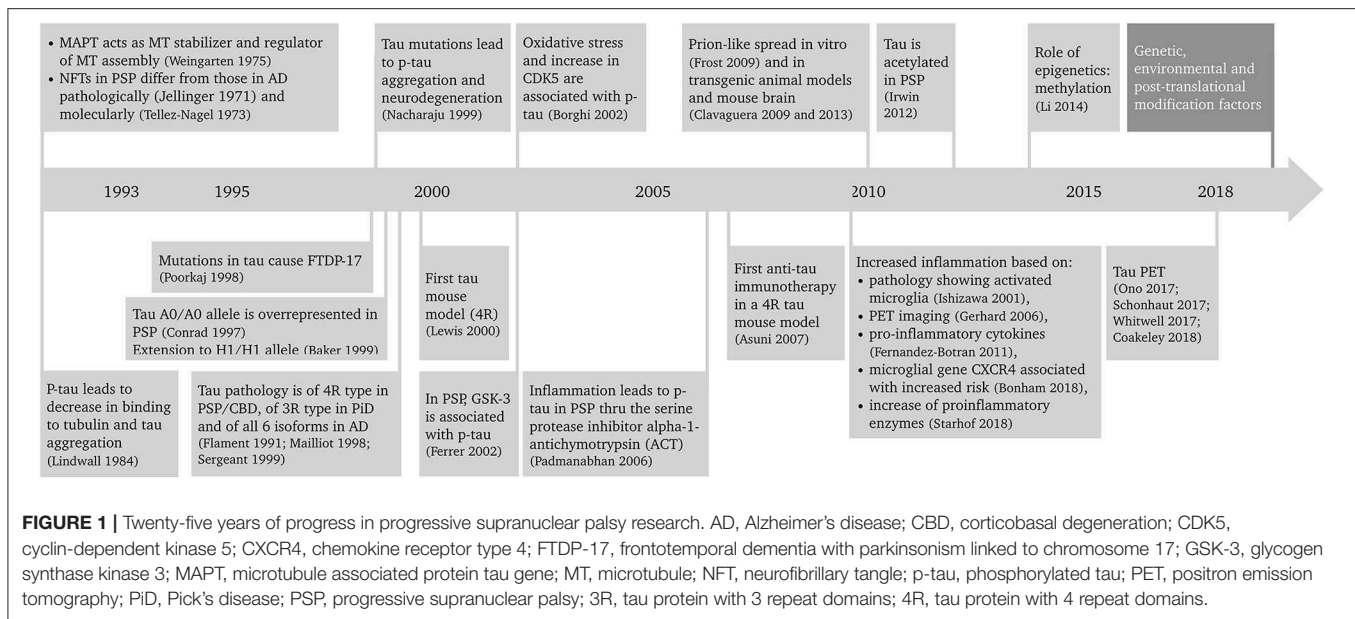 • MAPT acts as MT stabilizer and regulator
of MT assembly (Weingarten 1975)
• NFTs in PSP differ from those in AD
pathologically (Jellinger 1971) and
molecularly (Tellez-Nagel 1973)
Tau mutations lead
to p-tau
aggregation and
neurodegeneration
(Nacharaju 1999)
Oxidative stress
and increase in
CDK5 are
associated with p-
tau (Borghi 2002)
Prion-like spread in vitro
(Frost 2009) and in
transgenic animal models
and mouse brain
(Clavaguera 2009 and 2013)
Tau is
acetylated
in PSP
(Irwin
2012)
Role of
epigenetics:
methylation
(Li 2014)
Genetic,
environmental and
post-translational
modification factors
1993 1995 2000 2005 2010 2015 2018
Mutations in tau cause FTDP-17
(Poorkaj 1998)
Tau A0/A0 allele is overrepresented in
PSP (Conrad 1997)
Extension to H1/H1 allele (Baker 1999)
P-tau leads to
decrease in binding
to tubulin and tau
aggregation
(Lindwall 1984)
Tau pathology is of 4R type in
PSP/CBD, of 3R type in PiD
and of all 6 isoforms in AD
(Flament 1991; Mailliot 1998;
Sergeant 1999)
First tau
mouse
model (4R)
(Lewis 2000)
In PSP, GSK-3
is associated
with p-tau
(Ferrer 2002)
Inflammation leads to p-
tau in PSP thru the serine
protease inhibitor alpha-1-
antichymotrypsin (ACT)
(Padmanabhan 2006)
First anti-tau
immunotherapy
in a 4R tau
mouse model
(Asuni 2007)
Increased inflammation based on:
• pathology showing activated
microglia (Ishizawa 2001),
• PET imaging (Gerhard 2006),
• pro-inflammatory cytokines
(Fernandez-Botran 2011),
• microglial gene CXCR4 associated
with increased risk (Bonham 2018),
• increase of proinflammatory
enzymes (Starhof 2018)
Tau PET
(Ono 2017;
Schonhaut 2017;
Whitwell 2017;
Coakeley 2018)
FIGURE 1 | Twenty-five years of progress in progressive supranuclear palsy research. AD, Alzheimer's disease; CBD, corticobasal degeneration; CDK5,
cyclin-dependent kinase 5; CXCR4, chemokine receptor type 4; FTDP-17, frontotemporal dementia with parkinsonism linked to chromosome 17; GSK-3, glycogen
synthase kinase 3; MAPT, microtubule associated protein tau gene; MT, microtubule; NFT, neurofibrillary tangle; p-tau, phosphorylated tau; PET, positron emission
tomography; PiD, Pick's disease; PSP, progressive supranuclear palsy; 3R, tau protein with 3 repeat domains; 4R, tau protein with 4 repeat domains.